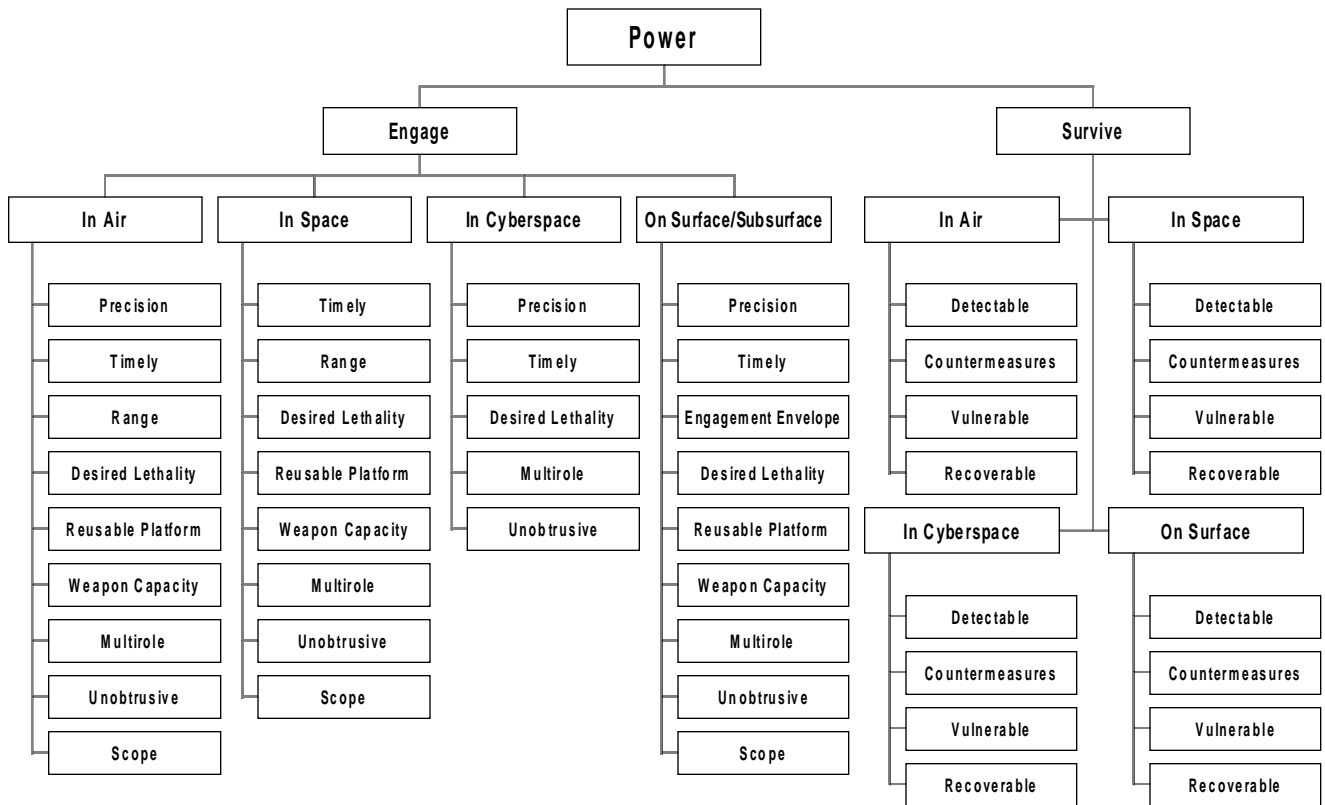 Power
Engage
Survive
In Air
In Space
In Cyberspace
On Surface/Subsurface
In Air
In Space
Precision
Timely
Range
Desired Lethality
Reusable Platform
Weapon Capacity
Multirole
Unobtrusive
Scope
Timely
Range
Desired Lethality
Reusable Platform
Weapon Capacity
Multirole
Unobtrusive
Scope
Precision
Timely
Desired Lethality
Multirole
Unobtrusive
Precision
Timely
Engagement Envelope
Desired Lethality
Reusable Platform
Weapon Capacity
Multirole
Unobtrusive
Scope
Detectable
Countermeasures
Vulnerable
Recoverable
Detectable
Countermeasures
Vulnerable
Recoverable
In Cyberspace
On Surface
Detectable
Countermeasures
Vulnerable
Recoverable
Detectable
Countermeasures
Vulnerable
Recoverable